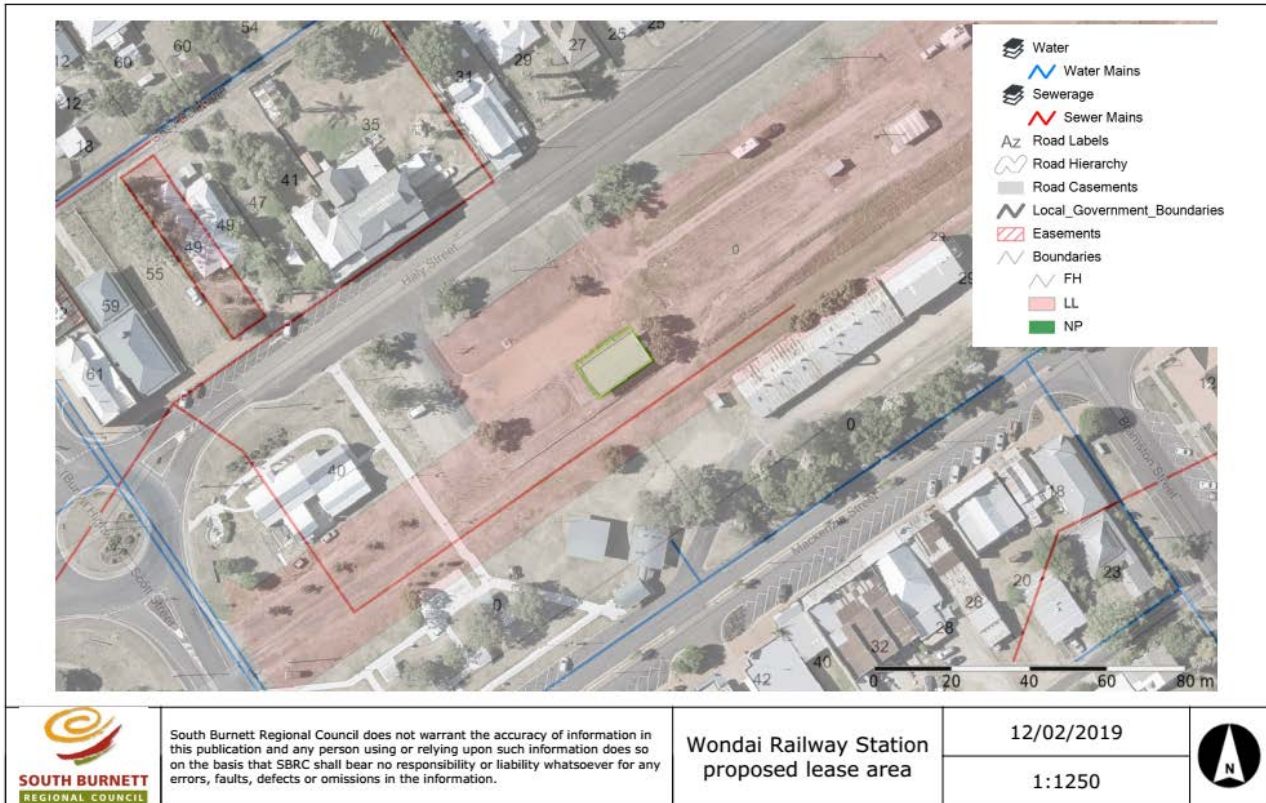 54
60
60
12
12
18
31
29
27
25
25
35
41
47
49
49
55
59
61
Haly Street
0
29
29
40
0
0
Scott Street
Mackenzie Street
Bramston Street
12
18
20
23
26
28
32
40
42
0 20 40 60 80 m
Water
Water Mains
Sewerage
Sewer Mains
Az Road Labels
Road Hierarchy
Road Casements
Local_Government_Boundaries
Easements
Boundaries
FH
LL
NP
SOUTH BURNETT
REGIONAL COUNCIL
South Burnett Regional Council does not warrant the accuracy of information in
this publication and any person using or relying upon such information does so
on the basis that SBRC shall bear no responsibility or liability whatsoever for any
errors, faults, defects or omissions in the information.
Wondai Railway Station
proposed lease area
12/02/2019
1:1250
N